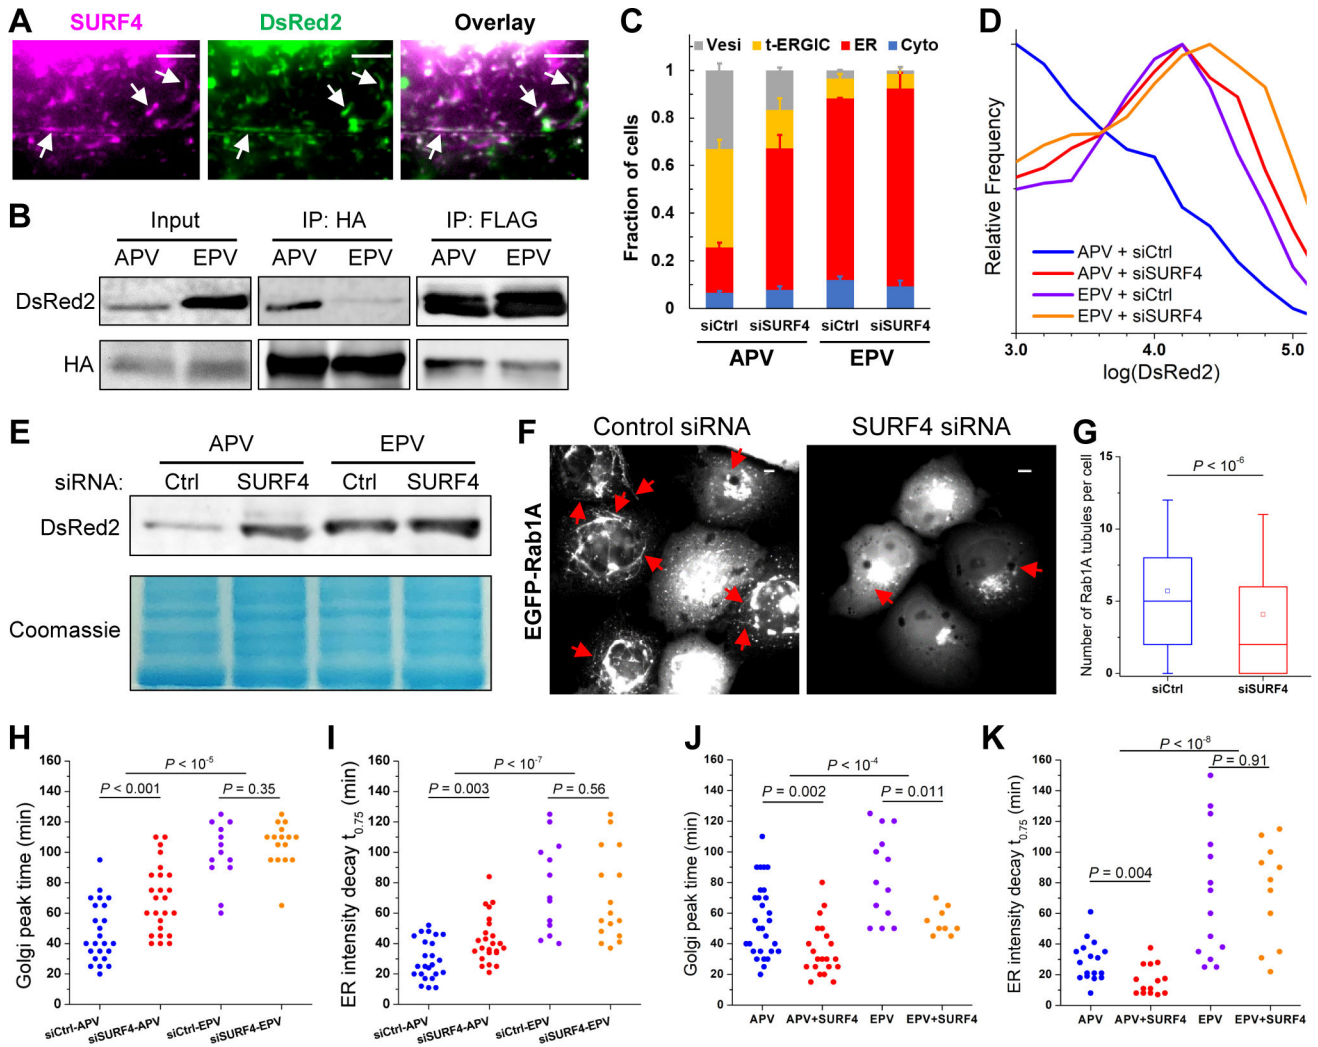 A
SURF4
DsRed2
Overlay
B
Input
IP: HA
IP: FLAG
APV
EPV
APV
EPV
APV
EPV
DsRed2
HA
C
Vesi
t-ERGIC
ER
Cyto
Fraction of cells
1
0.8
0.6
0.4
0.2
0
siCtrl
siSURF4
siCtrl
siSURF4
APV
EPV
D
Relative Frequency
APV + siCtrl
APV + siSURF4
EPV + siCtrl
EPV + siSURF4
3.0
4.0
5.0
log(DsRed2)
E
APV
EPV
siRNA:
Ctrl
SURF4
Ctrl
SURF4
DsRed2
Coomassie
F
Control siRNA
SURF4 siRNA
EGFP-Rab1A
G
Number of Rab1A tubules per cell
15
10
5
0
P < 10-6
siCtrl
siSURF4
H
Golgi peak time (min)
160
140
120
100
80
60
40
20
0
P < 10-5
P < 0.001
P = 0.35
siCtrl-APV
siSURF4-APV
siCtrl-EPV
siSURF4-EPV
I
ER intensity decay t0.75 (min)
160
140
120
100
80
60
40
20
0
P < 10-7
P = 0.003
P = 0.56
siCtrl-APV
siSURF4-APV
siCtrl-EPV
siSURF4-EPV
J
Golgi peak time (min)
160
140
120
100
80
60
40
20
0
P < 10-4
P = 0.002
P = 0.011
APV
APV+SURF4
EPV
EPV+SURF4
K
ER intensity decay t0.75 (min)
160
140
120
100
80
60
40
20
0
P < 10-8
P = 0.91
P = 0.004
APV
APV+SURF4
EPV
EPV+SURF4